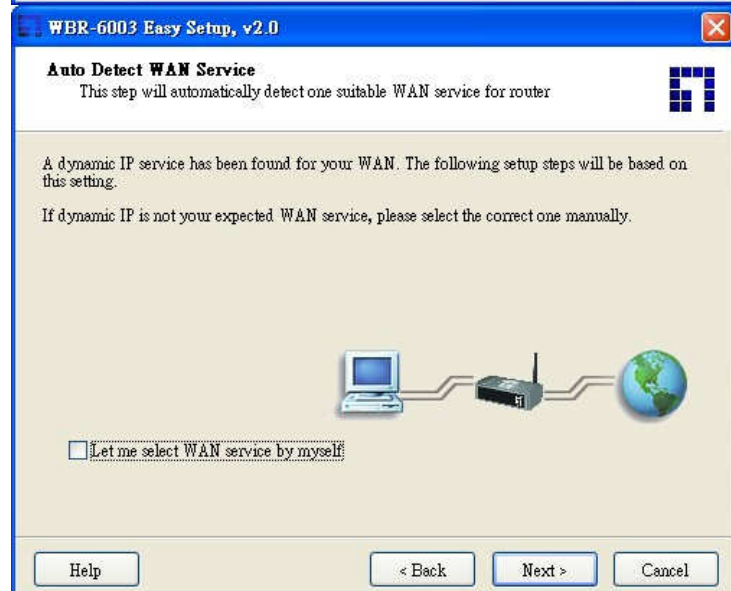 WBR-6003 Easy Setup, v2.0
Auto Detect WAN Service
This step will automatically detect one suitable WAN service for router
A dynamic IP service has been found for your WAN. The following setup steps will be based on
this setting.
If dynamic IP is not your expected WAN service, please select the correct one manually.
Let me select WAN service by myself
Help
< Back
Next >
Cancel